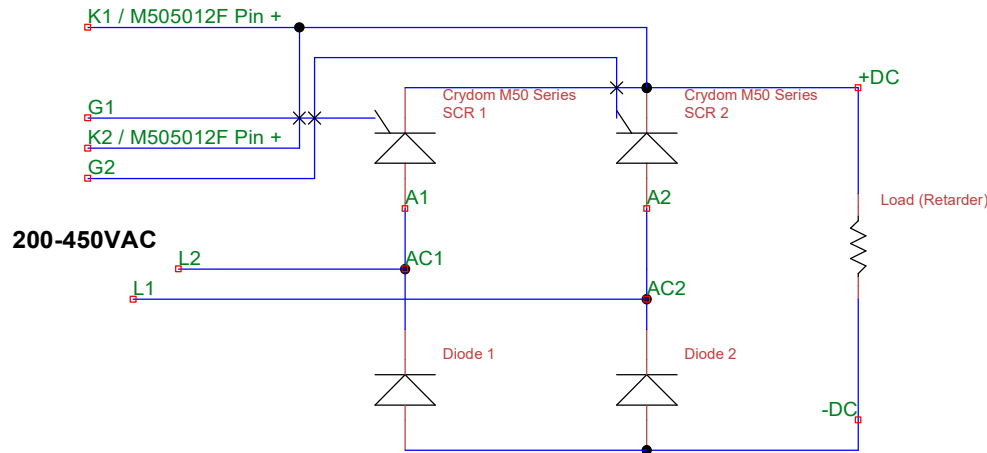 K1 / M505012F Pin +
+DC
Crydom M50 Series
SCR 1
Crydom M50 Series
SCR 2
G1
K2 / M505012F Pin +
G2
A1
A2
Load (Retarder)
200-450VAC
L2
AC1
L1
AC2
Diode 1
Diode 2
-DC